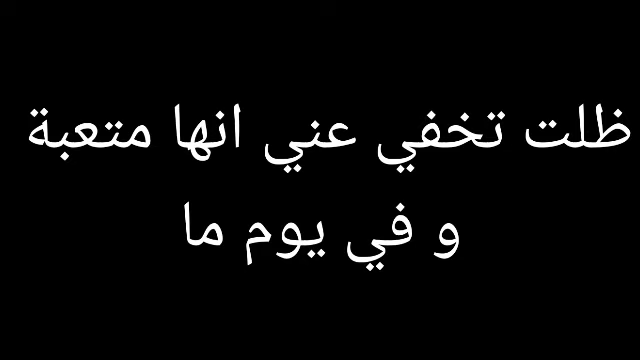 ظلت تخفي عني انها متعبة
و في يوم ما